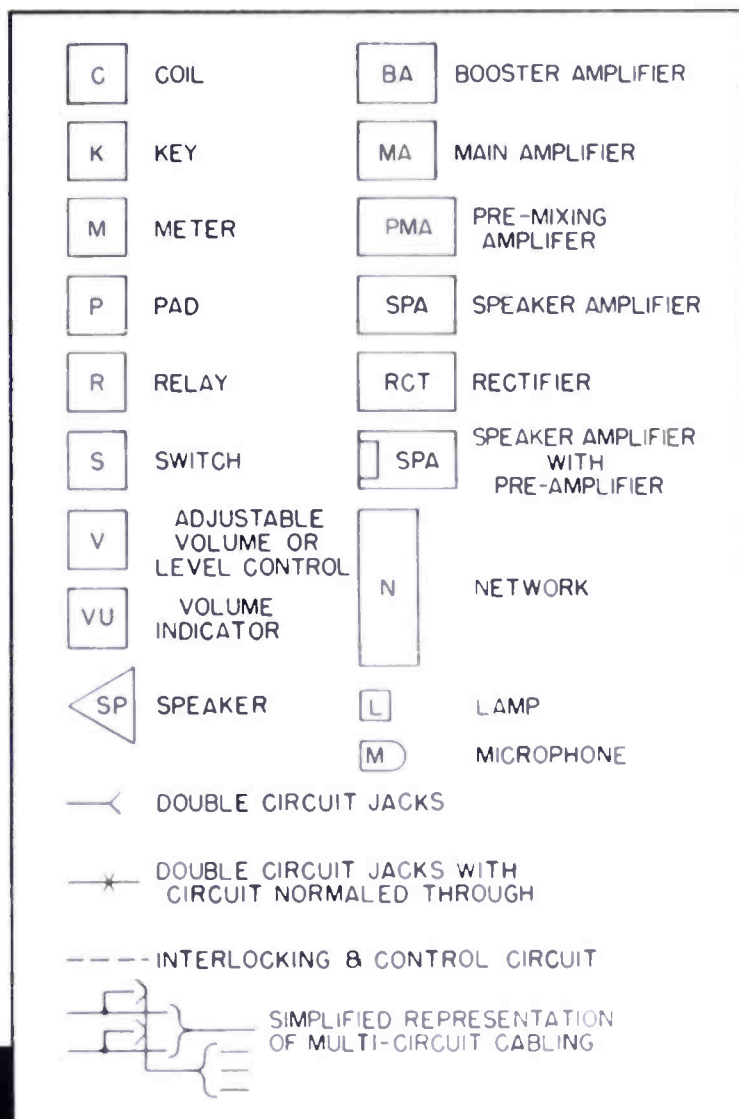 C COIL
K KEY
M METER
P PAD
R RELAY
S SWITCH
V ADJUSTABLE
VOLUME OR
LEVEL CONTROL
VU VOLUME
INDICATOR
SP SPEAKER
BA BOOSTER AMPLIFIER
MA MAIN AMPLIFIER
PMA PRE-MIXING
AMPLIFER
SPA SPEAKER AMPLIFIER
RCT RECTIFIER
SPA SPEAKER AMPLIFIER
WITH
PRE-AMPLIFIER
N NETWORK
L LAMP
M MICROPHONE
DOUBLE CIRCUIT JACKS
DOUBLE CIRCUIT JACKS WITH
CIRCUIT NORMALED THROUGH
INTERLOCKING & CONTROL CIRCUIT
SIMPLIFIED REPRESENTATION
OF MULTI-CIRCUIT CABLING